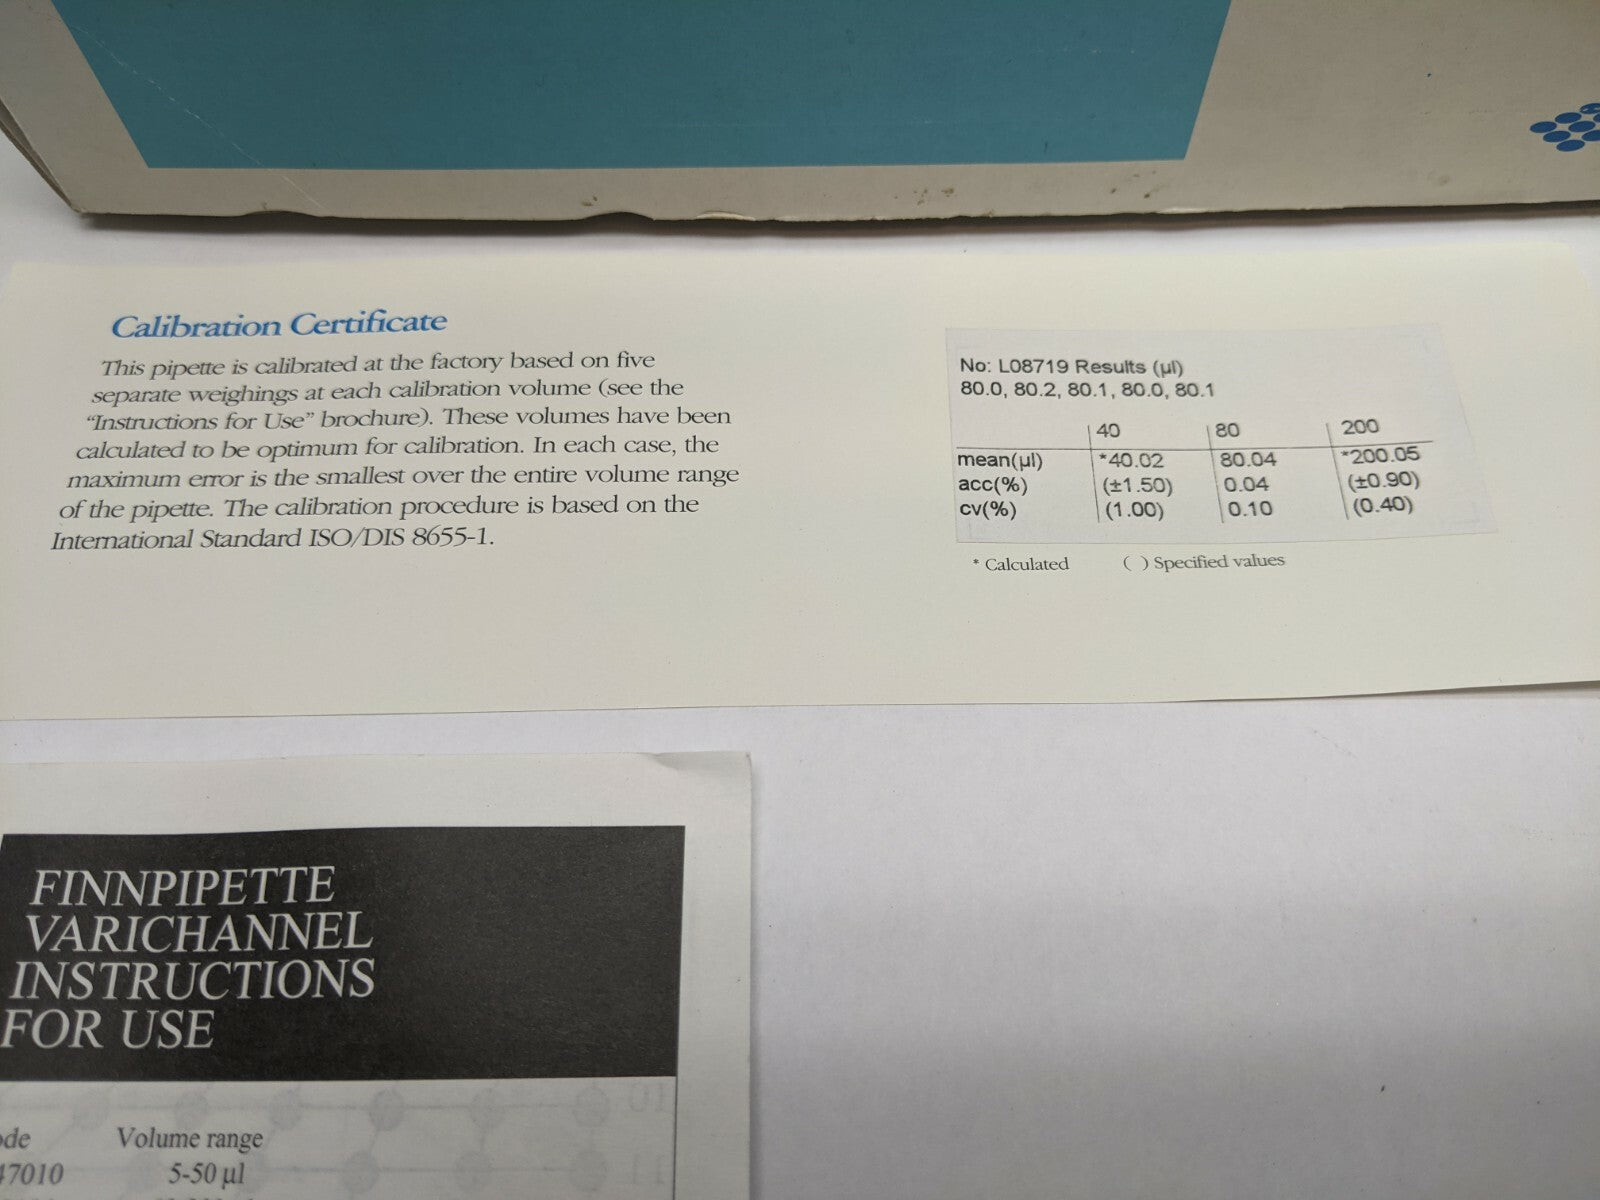 Calibration Certificate
This pipette is calibrated at the factory based on five
separate weighings at each calibration volume (see the
“Instructions for Use” brochure). These volumes have been
calculated to be optimum for calibration. In each case, the
maximum error is the smallest over the entire volume range
of the pipette. The calibration procedure is based on the
International Standard ISO/DIS 8655-1.
No: L08719 Results (µl)
80.0, 80.2, 80.1, 80.0, 80.1
40 80 200
mean(µl) *40.02 80.04 *200.05
acc(%) (±1.50) 0.04 (±0.90)
cv(%) (1.00) 0.10 (0.40)
* Calculated ( ) Specified values
FINNPIPETTE
VARICHANNEL
INSTRUCTIONS
FOR USE
Volume range
47010 5-50 µl